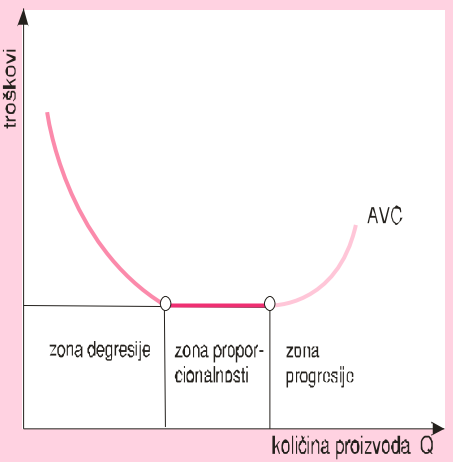 troškovi
AVC
zona degresije
zona propor-
cionalnosti
zona
progresije
količina proizvoda Q